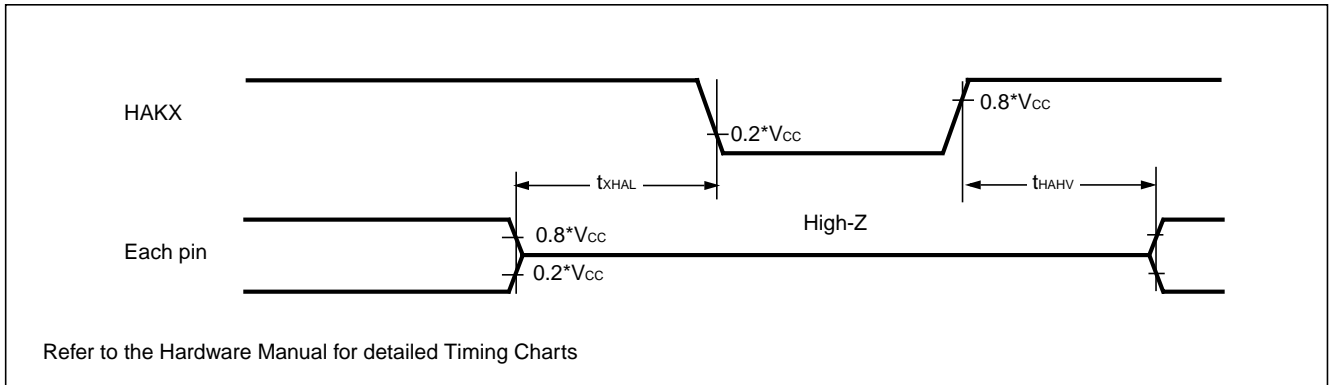 HAKX
0.2*VCC
0.8*VCC
tXHAL
tHAHV
High-Z
Each pin
0.8*VCC
0.2*VCC
Refer to the Hardware Manual for detailed Timing Charts